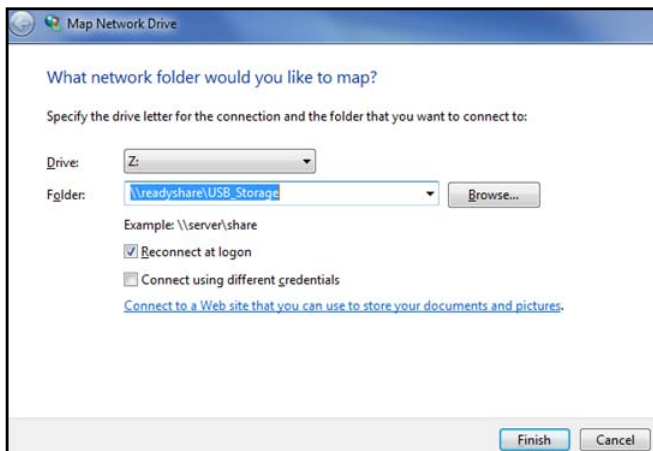 Map Network Drive
What network folder would you like to map?
Specify the drive letter for the connection and the folder that you want to connect to:
Drive: Z:
Folder: \\readyshare\USB_Storage Browse...
Example: \\server\share
Reconnect at logon
Connect using different credentials
Connect to a Web site that you can use to store your documents and pictures.
Finish Cancel